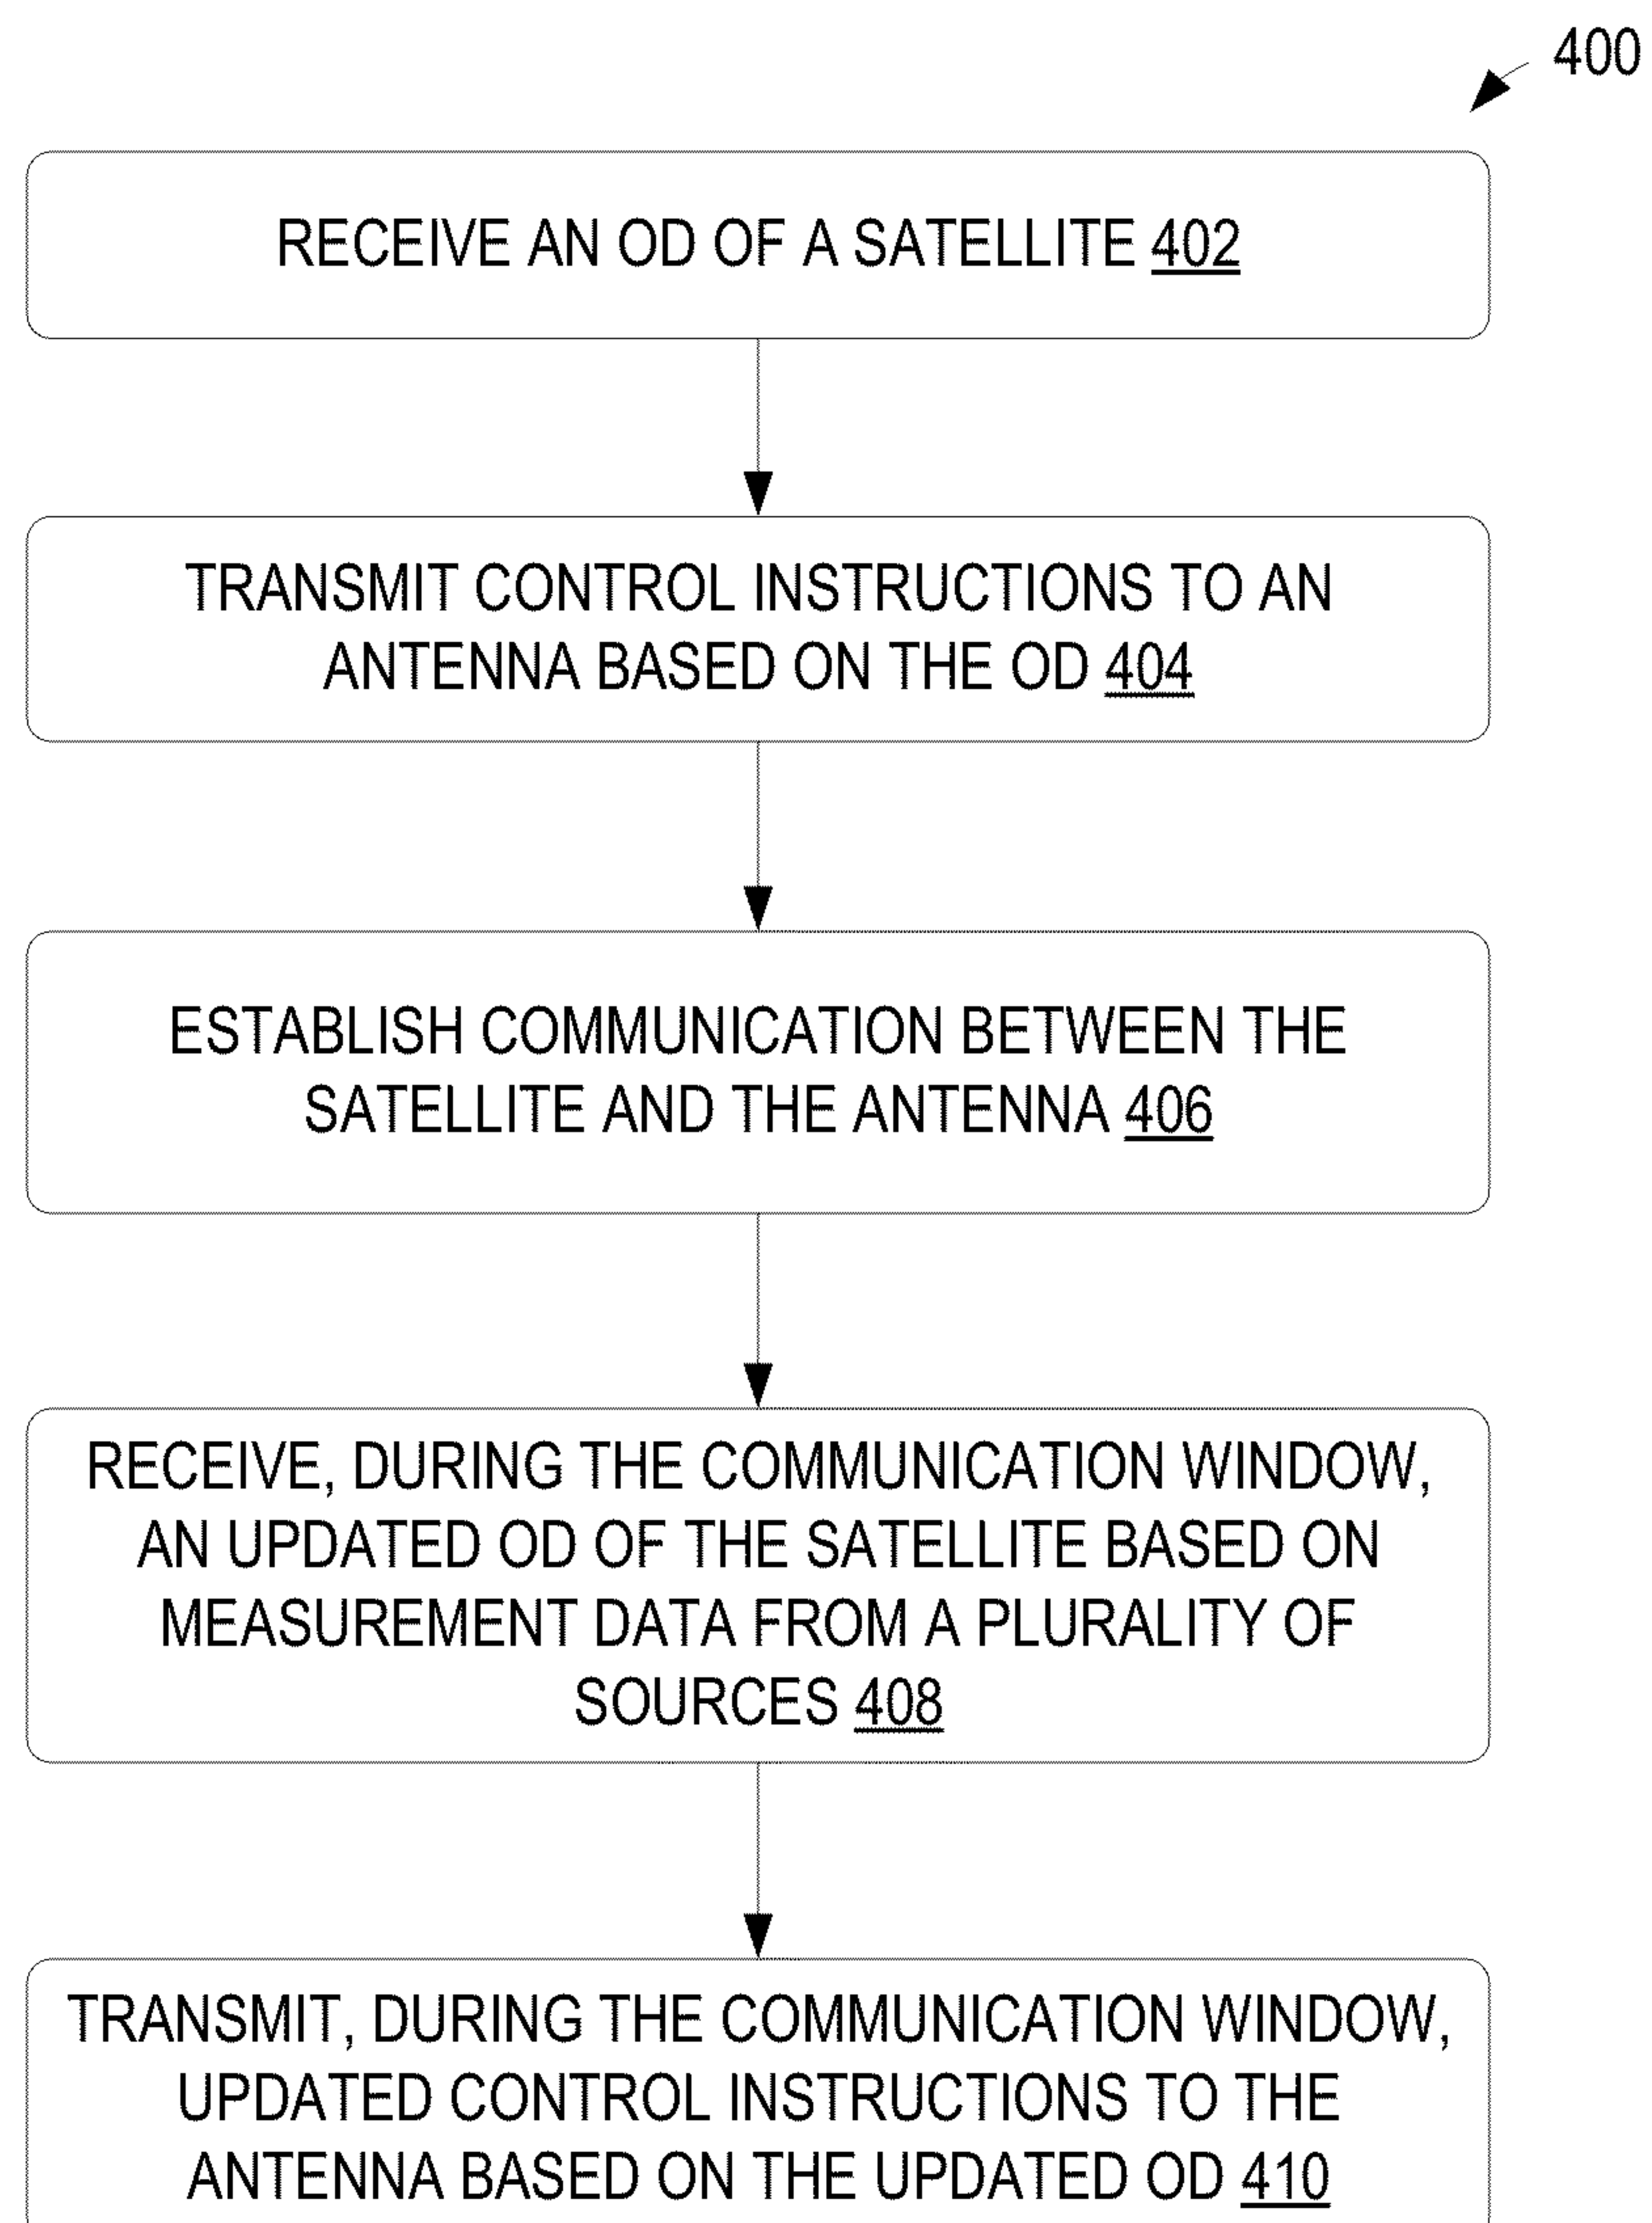 400
RECEIVE AN OD OF A SATELLITE 402
TRANSMIT CONTROL INSTRUCTIONS TO AN
ANTENNA BASED ON THE OD 404
ESTABLISH COMMUNICATION BETWEEN THE
SATELLITE AND THE ANTENNA 406
RECEIVE, DURING THE COMMUNICATION WINDOW,
AN UPDATED OD OF THE SATELLITE BASED ON
MEASUREMENT DATA FROM A PLURALITY OF
SOURCES 408
TRANSMIT, DURING THE COMMUNICATION WINDOW,
UPDATED CONTROL INSTRUCTIONS TO THE
ANTENNA BASED ON THE UPDATED OD 410